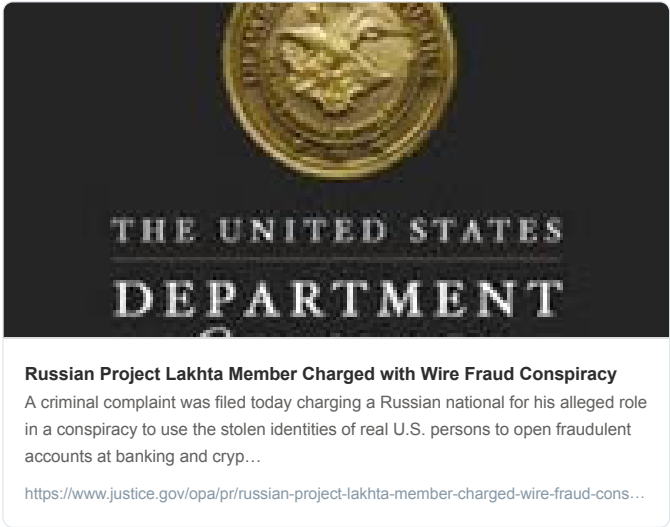 THE UNITED STATES
DEPARTMENT
Russian Project Lakhta Member Charged with Wire Fraud Conspiracy
A criminal complaint was filed today charging a Russian national for his alleged role
in a conspiracy to use the stolen identities of real U.S. persons to open fraudulent
accounts at banking and cryp…
https://www.justice.gov/opa/pr/russian-project-lakhta-member-charged-wire-fraud-cons…